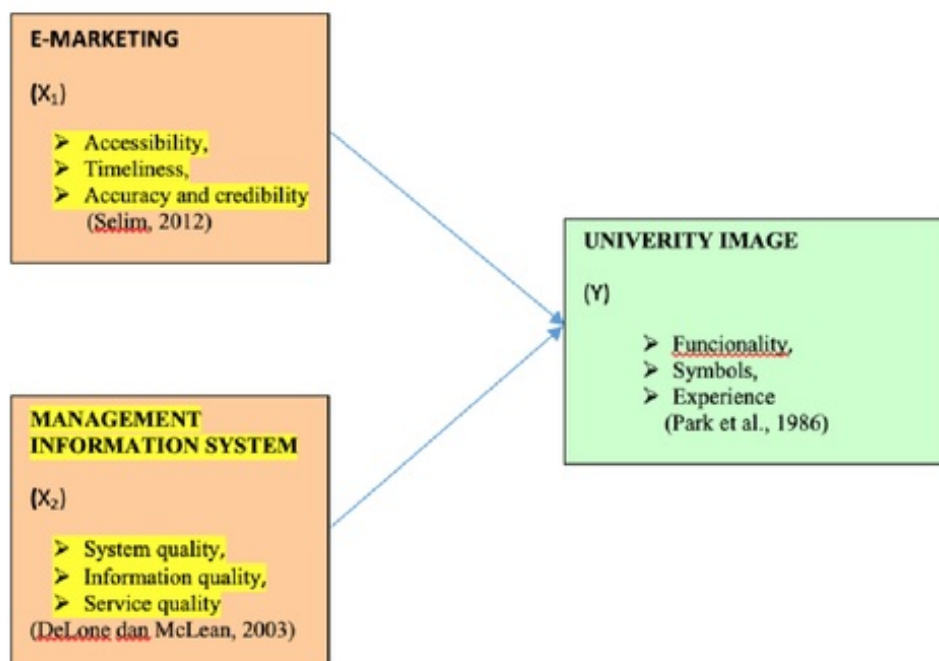 E-MARKETING
(X₁)
➢ Accessibility,
➢ Timeliness,
➢ Accuracy and credibility
(Selim, 2012)
MANAGEMENT
INFORMATION SYSTEM
(X₂)
➢ System quality,
➢ Information quality,
➢ Service quality
(DeLone dan McLean, 2003)
UNIVERITY IMAGE
(Y)
➢ Funcionality,
➢ Symbols,
➢ Experience
(Park et al., 1986)